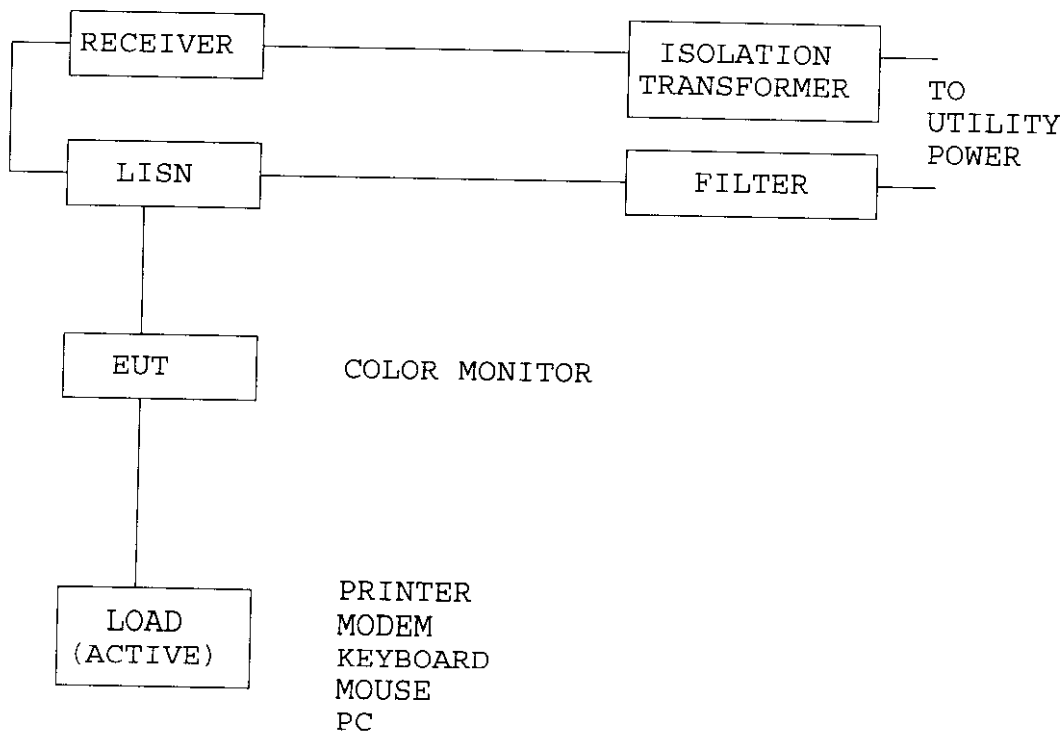 RECEIVER
ISOLATION
TRANSFORMER
TO
UTILITY
POWER
LISN
FILTER
EUT
COLOR MONITOR
LOAD
(ACTIVE)
PRINTER
MODEM
KEYBOARD
MOUSE
PC